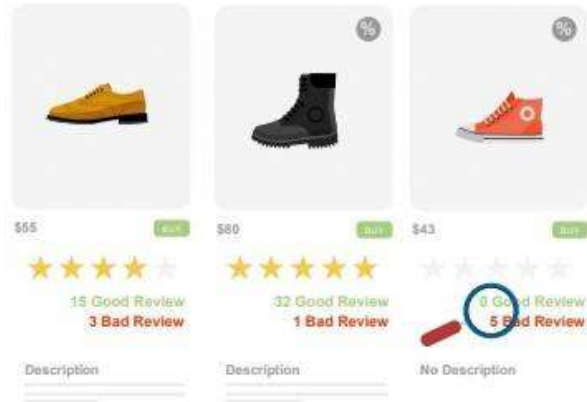 %
%
$55 BUY
$80 BUY
$43 BUY
15 Good Review
3 Bad Review
32 Good Review
1 Bad Review
0 Good Review
5 Bad Review
Description
Description
No Description